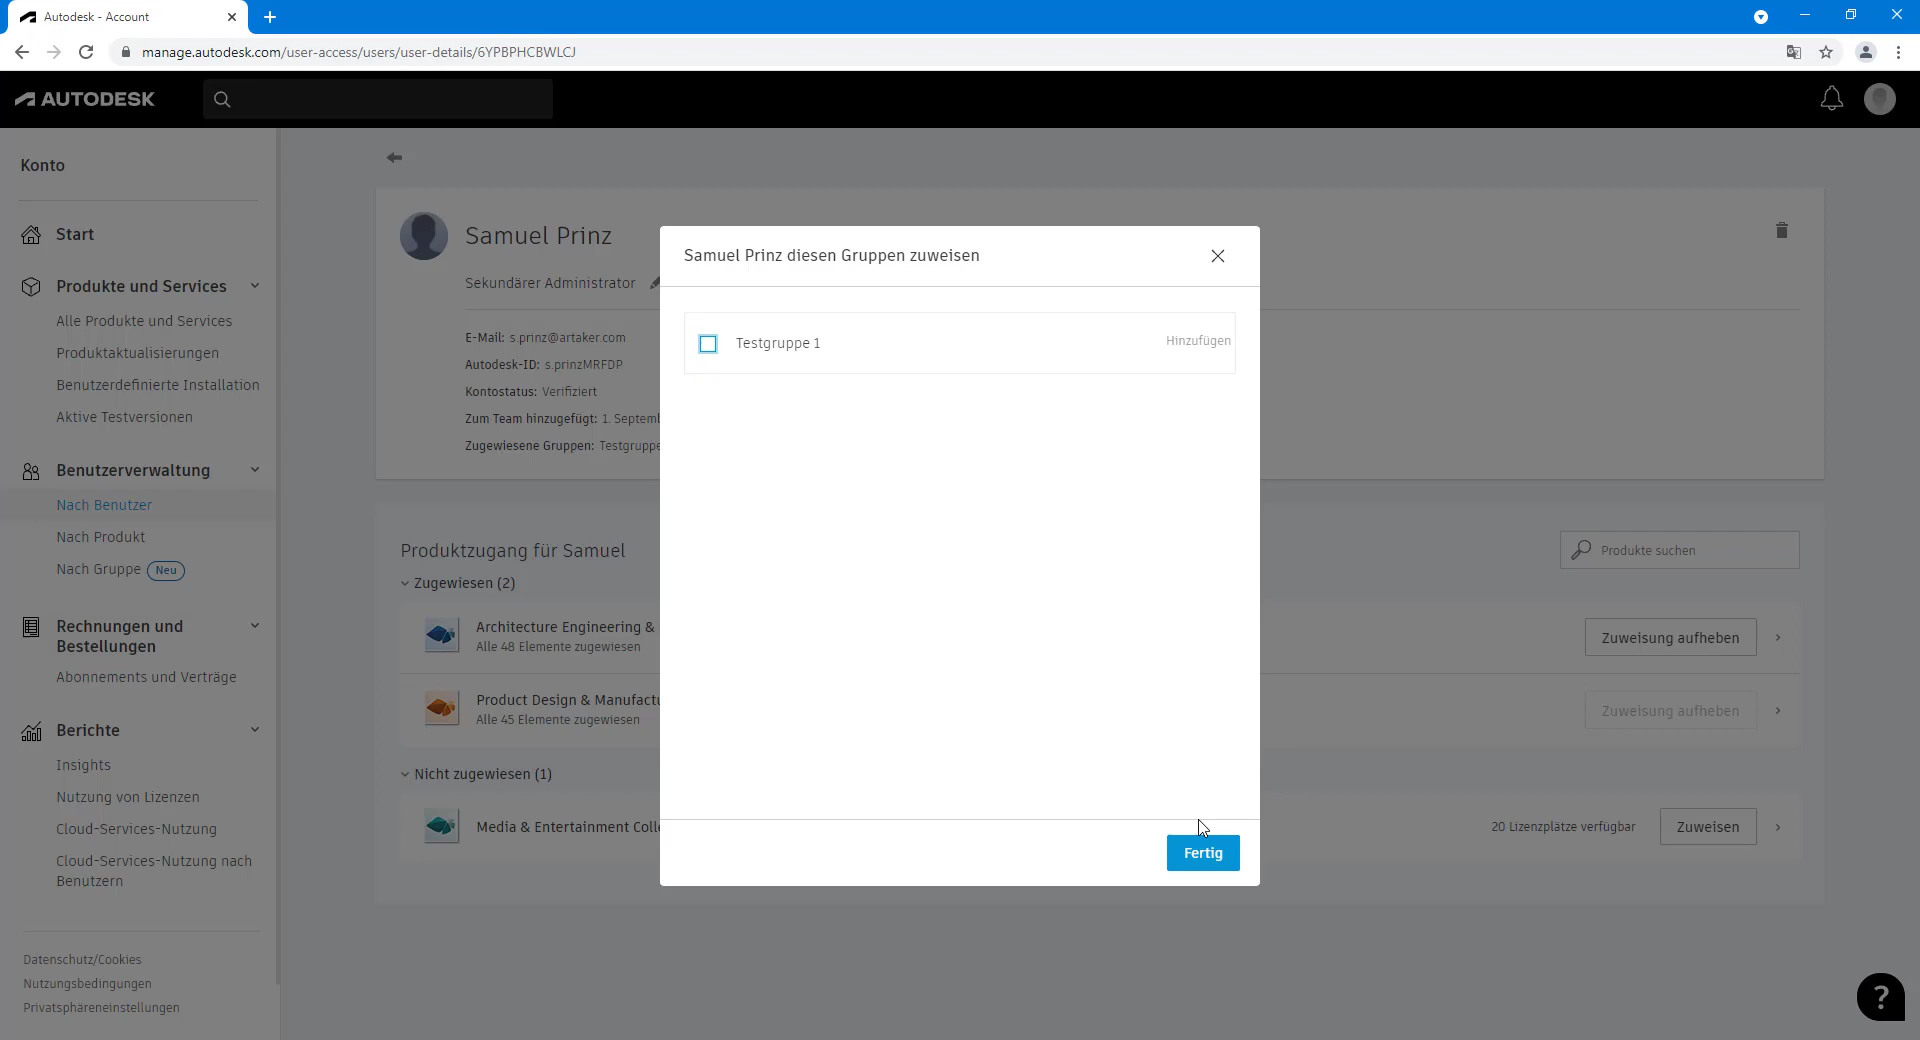 Autodesk - Account
manage.autodesk.com/user-access/users/user-details/6YPBPHCBWLCJ
AUTODESK
Konto
Start
Produkte und Services
Alle Produkte und Services
Produktaktualisierungen
Benutzerdefinierte Installation
Aktive Testversionen
Benutzerverwaltung
Nach Benutzer
Nach Produkt
Nach Gruppe Neu
Rechnungen und
Bestellungen
Abonnements und Verträge
Berichte
Insights
Nutzung von Lizenzen
Cloud-Services-Nutzung
Cloud-Services-Nutzung nach
Benutzern
Datenschutz/Cookies
Nutzungsbedingungen
Privatsphäreneinstellungen
Samuel Prinz
Sekundärer Administrator
E-Mail: s.prinz@artaker.com
Autodesk-ID: s.prinzMRFDP
Kontostatus: Verifiziert
Zum Team hinzugefügt: 1.
Zugewiesene Gruppen:
Produktzugang für Samuel
Produkte suchen
Zugewiesen (2)
Architecture Engineering &
Alle 48 Elemente zugewiesen
Zuweisung aufheben
Product Design &
Alle 45 Elemente zugewiesen
Zuweisung aufheben
Nicht zugewiesen (1)
Media & Entertainment
20 Lizenzplätze verfügbar
Zuweisen
Samuel Prinz diesen Gruppen zuweisen
Testgruppe 1
Hinzufügen
Fertig
?